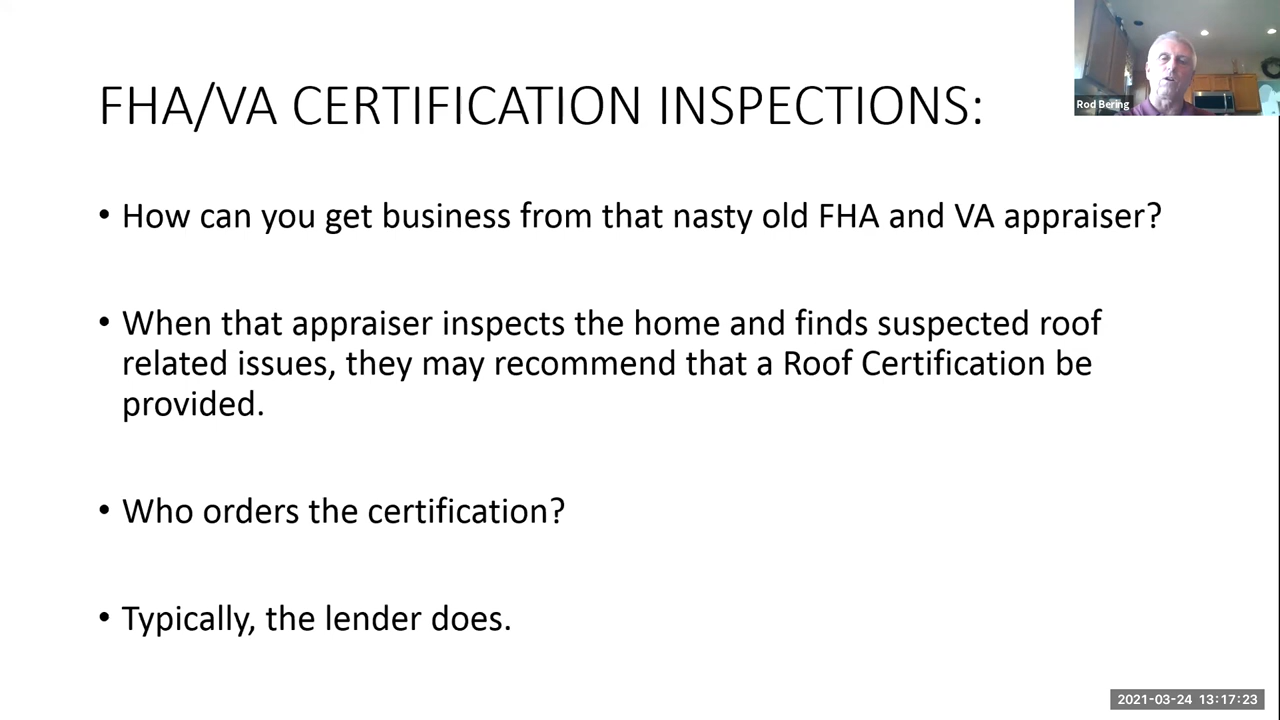 Rod Bering
FHA/VA CERTIFICATION INSPECTIONS:
• How can you get business from that nasty old FHA and VA appraiser?
• When that appraiser inspects the home and finds suspected roof
related issues, they may recommend that a Roof Certification be
provided.
• Who orders the certification?
• Typically, the lender does.
2021-03-24 13:17:23